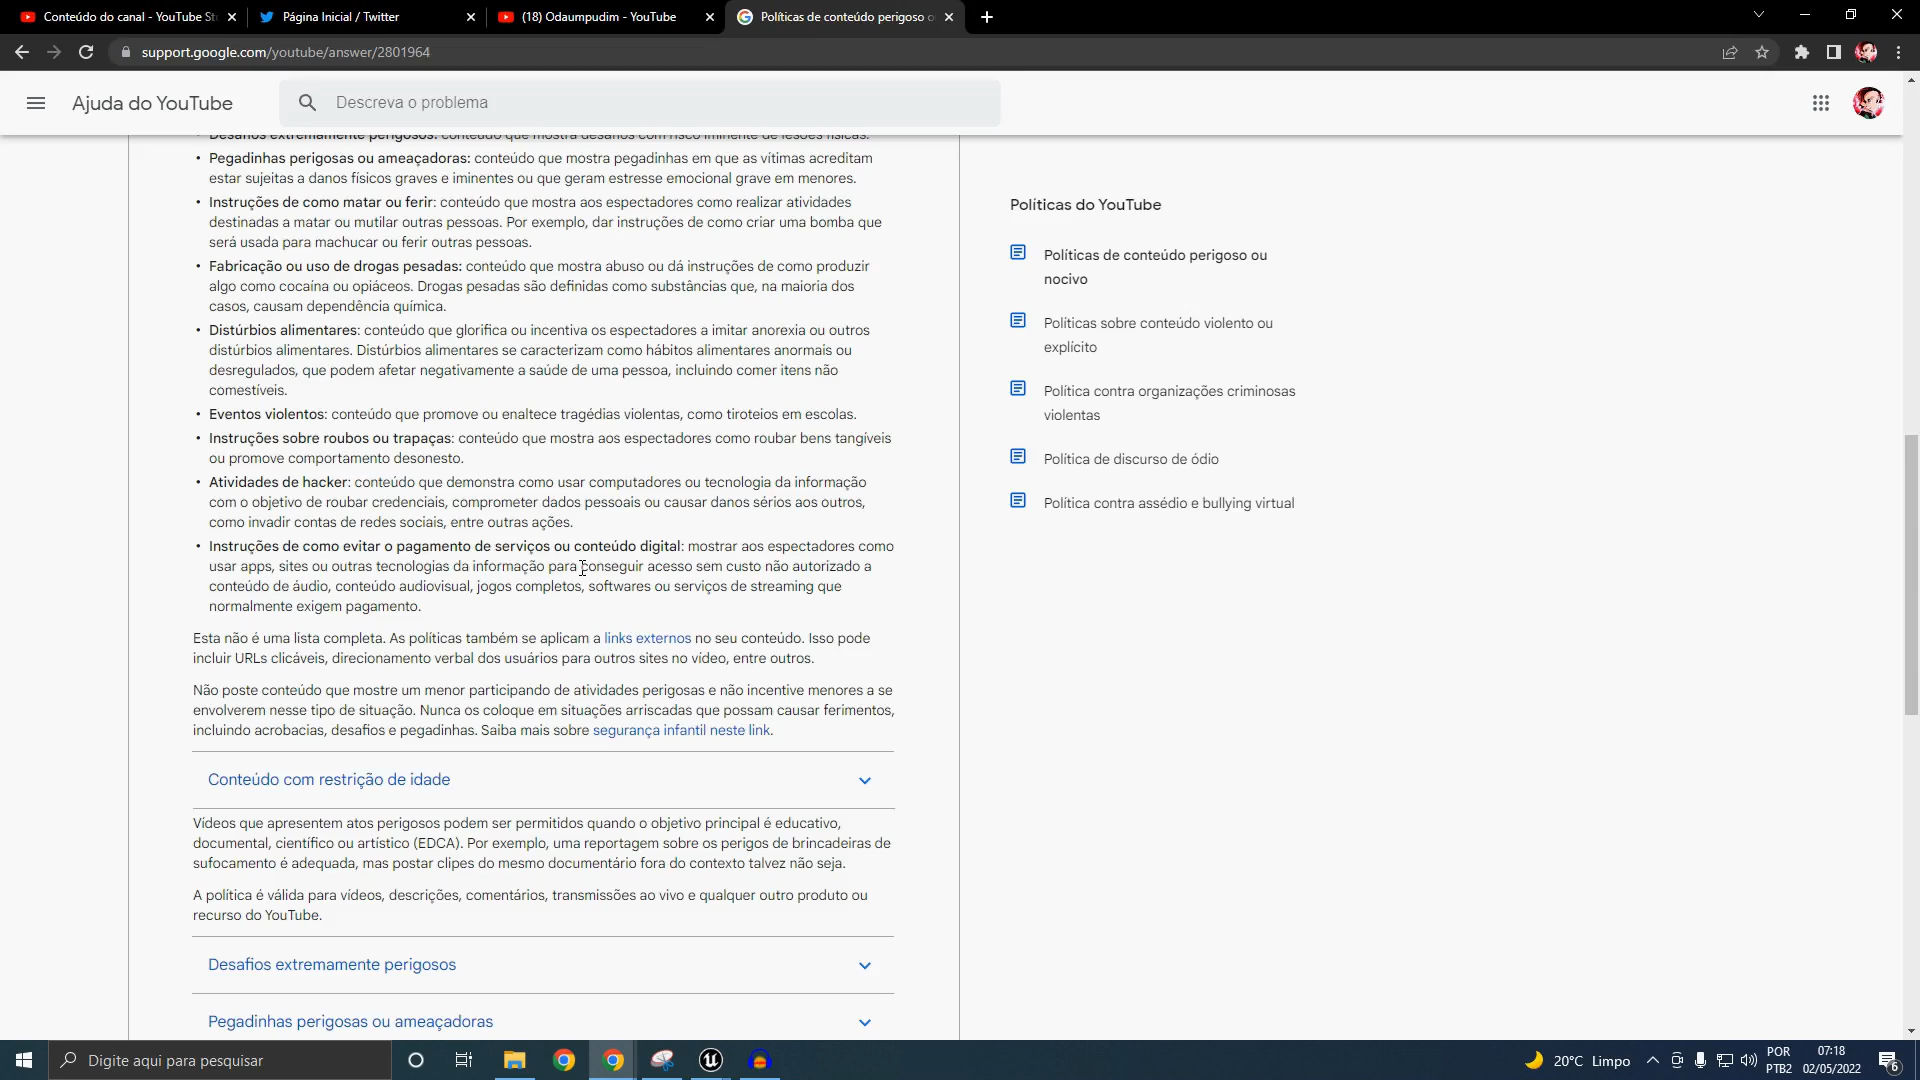 Conteúdo do canal - YouTube St
Página Inicial / Twitter
(18) Odaumpudim - YouTube
Políticas de conteúdo perigoso o
support.google.com/youtube/answer/2801964
Ajuda do YouTube
Descreva o problema
Desafios extremamente perigosos: conteúdo que mostra desafios com risco iminente de lesões físicas.
• Pegadinhas perigosas ou ameaçadoras: conteúdo que mostra pegadinhas em que as vítimas acreditam
estar sujeitas a danos físicos graves e iminentes ou que geram estresse emocional grave em menores.
• Instruções de como matar ou ferir: conteúdo que mostra aos espectadores como realizar atividades
destinadas a matar ou mutilar outras pessoas. Por exemplo, dar instruções de como criar uma bomba que
será usada para machucar ou ferir outras pessoas.
• Fabricação ou uso de drogas pesadas: conteúdo que mostra abuso ou dá instruções de como produzir
algo como cocaína ou opiáceos. Drogas pesadas são definidas como substâncias que, na maioria dos
casos, causam dependência química.
• Distúrbios alimentares: conteúdo que glorifica ou incentiva os espectadores a imitar anorexia ou outros
distúrbios alimentares. Distúrbios alimentares se caracterizam como hábitos alimentares anormais ou
desregulados, que podem afetar negativamente a saúde de uma pessoa, incluindo comer itens não
comestíveis.
• Eventos violentos: conteúdo que promove ou enaltece tragédias violentas, como tiroteios em escolas.
• Instruções sobre roubos ou trapaças: conteúdo que mostra aos espectadores como roubar bens tangíveis
ou promove comportamento desonesto.
• Atividades de hacker: conteúdo que demonstra como usar computadores ou tecnologia da informação
com o objetivo de roubar credenciais, comprometer dados pessoais ou causar danos sérios aos outros,
como invadir contas de redes sociais, entre outras ações.
• Instruções de como evitar o pagamento de serviços ou conteúdo digital: mostrar aos espectadores como
usar apps, sites ou outras tecnologias da informação para conseguir acesso sem custo não autorizado a
conteúdo de áudio, conteúdo audiovisual, jogos completos, softwares ou serviços de streaming que
normalmente exigem pagamento.
Esta não é uma lista completa. As políticas também se aplicam a links externos no seu conteúdo. Isso pode
incluir URLs clicáveis, direcionamento verbal dos usuários para outros sites no vídeo, entre outros.
Não poste conteúdo que mostre um menor participando de atividades perigosas e não incentive menores a se
envolverem nesse tipo de situação. Nunca os coloque em situações arriscadas que possam causar ferimentos,
incluindo acrobacias, desafios e pegadinhas. Saiba mais sobre segurança infantil neste link.
Conteúdo com restrição de idade
Vídeos que apresentem atos perigosos podem ser permitidos quando o objetivo principal é educativo,
documental, científico ou artístico (EDCA). Por exemplo, uma reportagem sobre os perigos de brincadeiras de
sufocamento é adequada, mas postar clipes do mesmo documentário fora do contexto talvez não seja.
A política é válida para vídeos, descrições, comentários, transmissões ao vivo e qualquer outro produto ou
recurso do YouTube.
Desafios extremamente perigosos
Pegadinhas perigosas ou ameaçadoras
Políticas do YouTube
Políticas de conteúdo perigoso ou
nocivo
Políticas sobre conteúdo violento ou
explícito
Política contra organizações criminosas
violentas
Política de discurso de ódio
Política contra assédio e bullying virtual
Digite aqui para pesquisar
20°C Limpo
POR
PTB2
07:18
02/05/2022
6